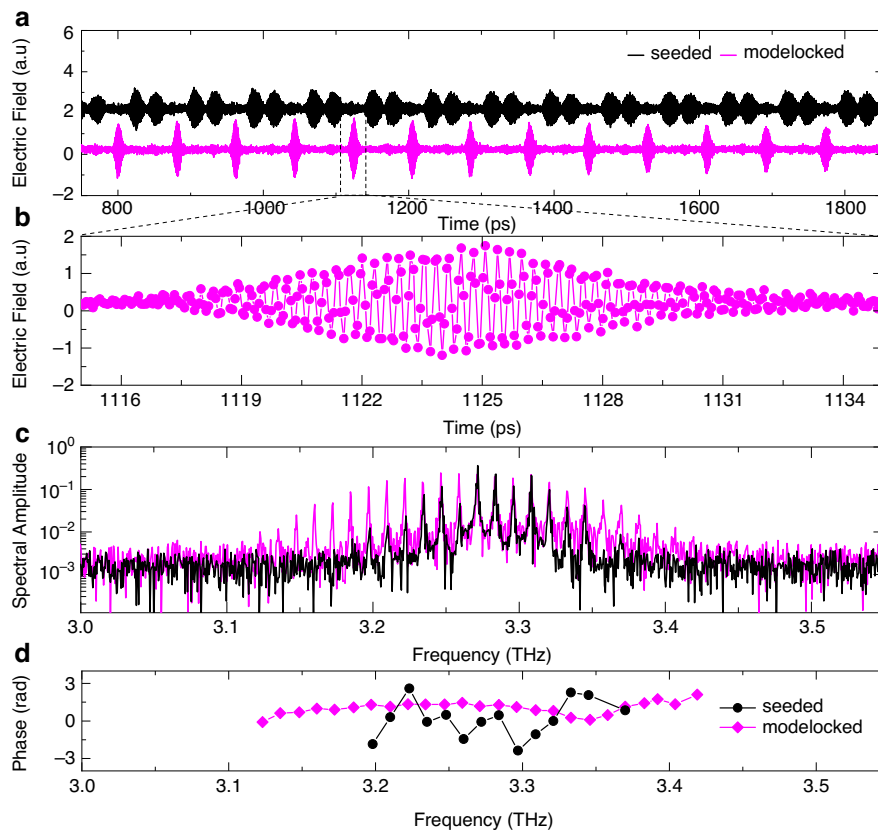 a
Electric Field (a.u)
6
4
2
0
−2
seeded modelocked
800 1000 1200 1400 1600 1800
Time (ps)
b
Electric Field (a.u)
2
1
0
−1
−2
1116 1119 1122 1125 1128 1131 1134
Time (ps)
c
Spectral Amplitude
10⁰
10⁻¹
10⁻²
10⁻³
3.0 3.1 3.2 3.3 3.4 3.5
Frequency (THz)
d
Phase (rad)
3
0
−3
seeded
modelocked
3.0 3.1 3.2 3.3 3.4 3.5
Frequency (THz)